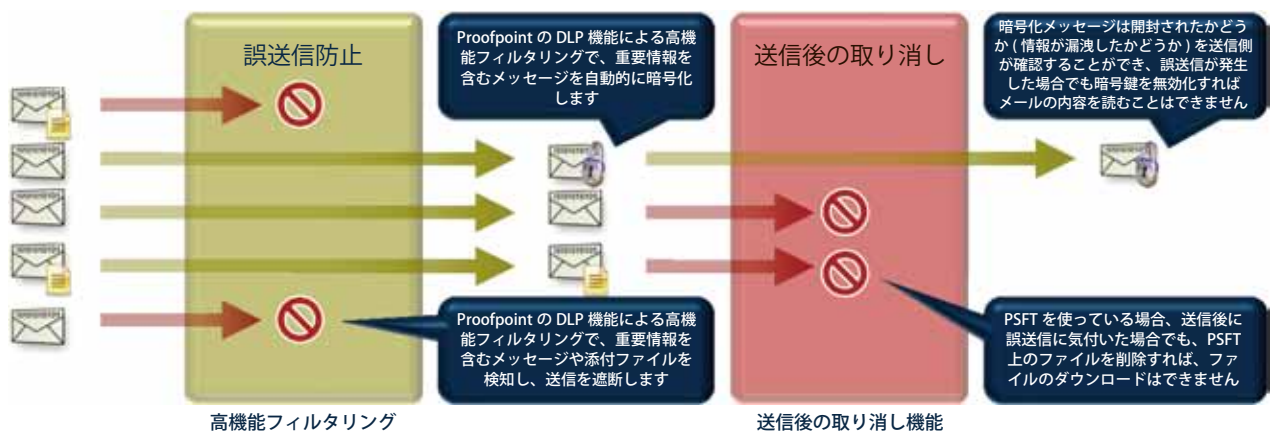 誤送信防止
Proofpoint の DLP 機能による高機
能フィルタリングで、重要情報を
含むメッセージを自動的に暗号化
します
送信後の取り消し
暗号化メッセージは開封されたかどう
か ( 情報が漏洩したかどうか ) を送信側
が確認することができ、誤送信が発生
した場合でも暗号鍵を無効化すれば
メールの内容を読むことはできません
Proofpoint の DLP 機能による高機
能フィルタリングで、重要情報を
含むメッセージや添付ファイルを
検知し、送信を遮断します
PSFT を使っている場合、送信後に
誤送信に気付いた場合でも、PSFT
上のファイルを削除すれば、ファ
イルのダウンロードはできません
高機能フィルタリング
送信後の取り消し機能